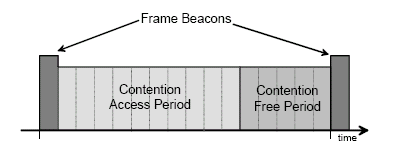 Frame Beacons
Contention
Access Period
Contention
Free Period
time